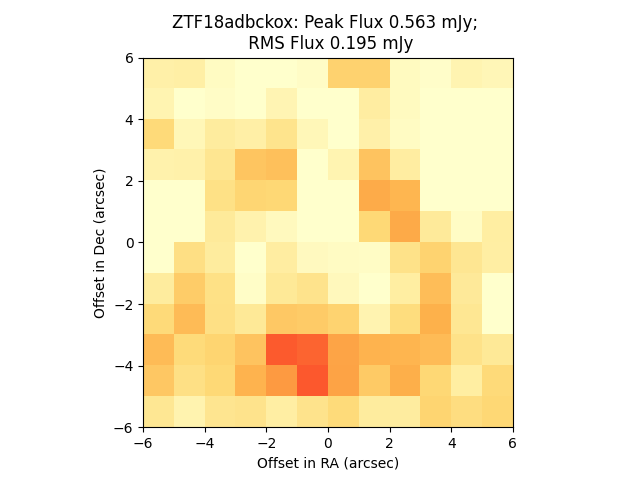 ZTF18adbckox: Peak Flux 0.563 mJy;
RMS Flux 0.195 mJy
6
4
2
0
−2
−4
−6
Offset in Dec (arcsec)
−6 −4 −2 0 2 4 6
Offset in RA (arcsec)